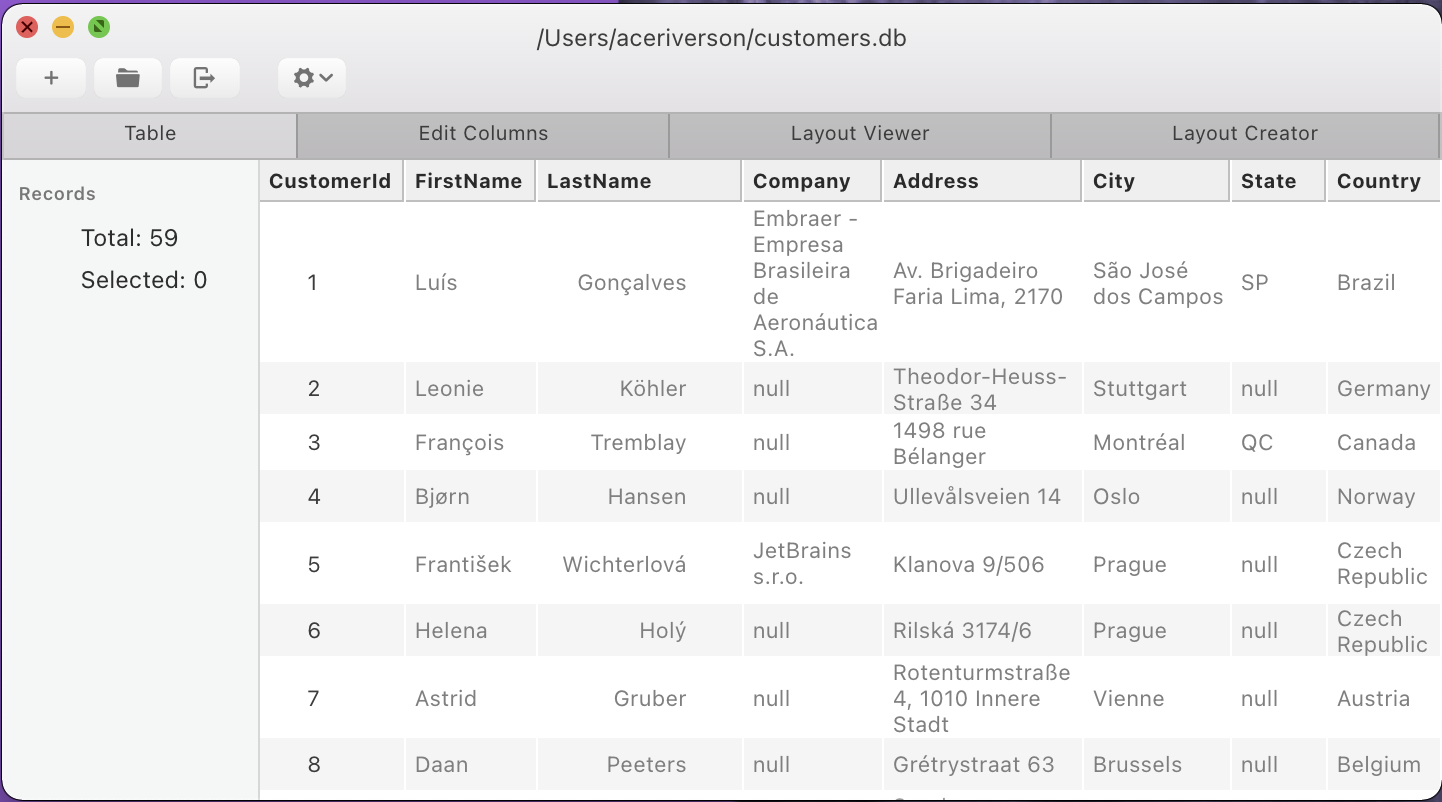 /Users/aceriverson/customers.db
Table Edit Columns Layout Viewer Layout Creator
Records
Total: 59
Selected: 0
CustomerId FirstName LastName Company Address City State Country
1 Luís Gonçalves Embraer - Empresa Brasileira de Aeronáutica S.A. Av. Brigadeiro Faria Lima, 2170 São José dos Campos SP Brazil
2 Leonie Köhler null Theodor-Heuss-Straße 34 Stuttgart null Germany
3 François Tremblay null 1498 rue Bélanger Montréal QC Canada
4 Bjørn Hansen null Ullevålsveien 14 Oslo null Norway
5 František Wichterlová JetBrains s.r.o. Klanova 9/506 Prague null Czech Republic
6 Helena Holý null Rilská 3174/6 Prague null Czech Republic
7 Astrid Gruber null Rotenturmstraße 4, 1010 Innere Stadt Vienne null Austria
8 Daan Peeters null Grétrystraat 63 Brussels null Belgium